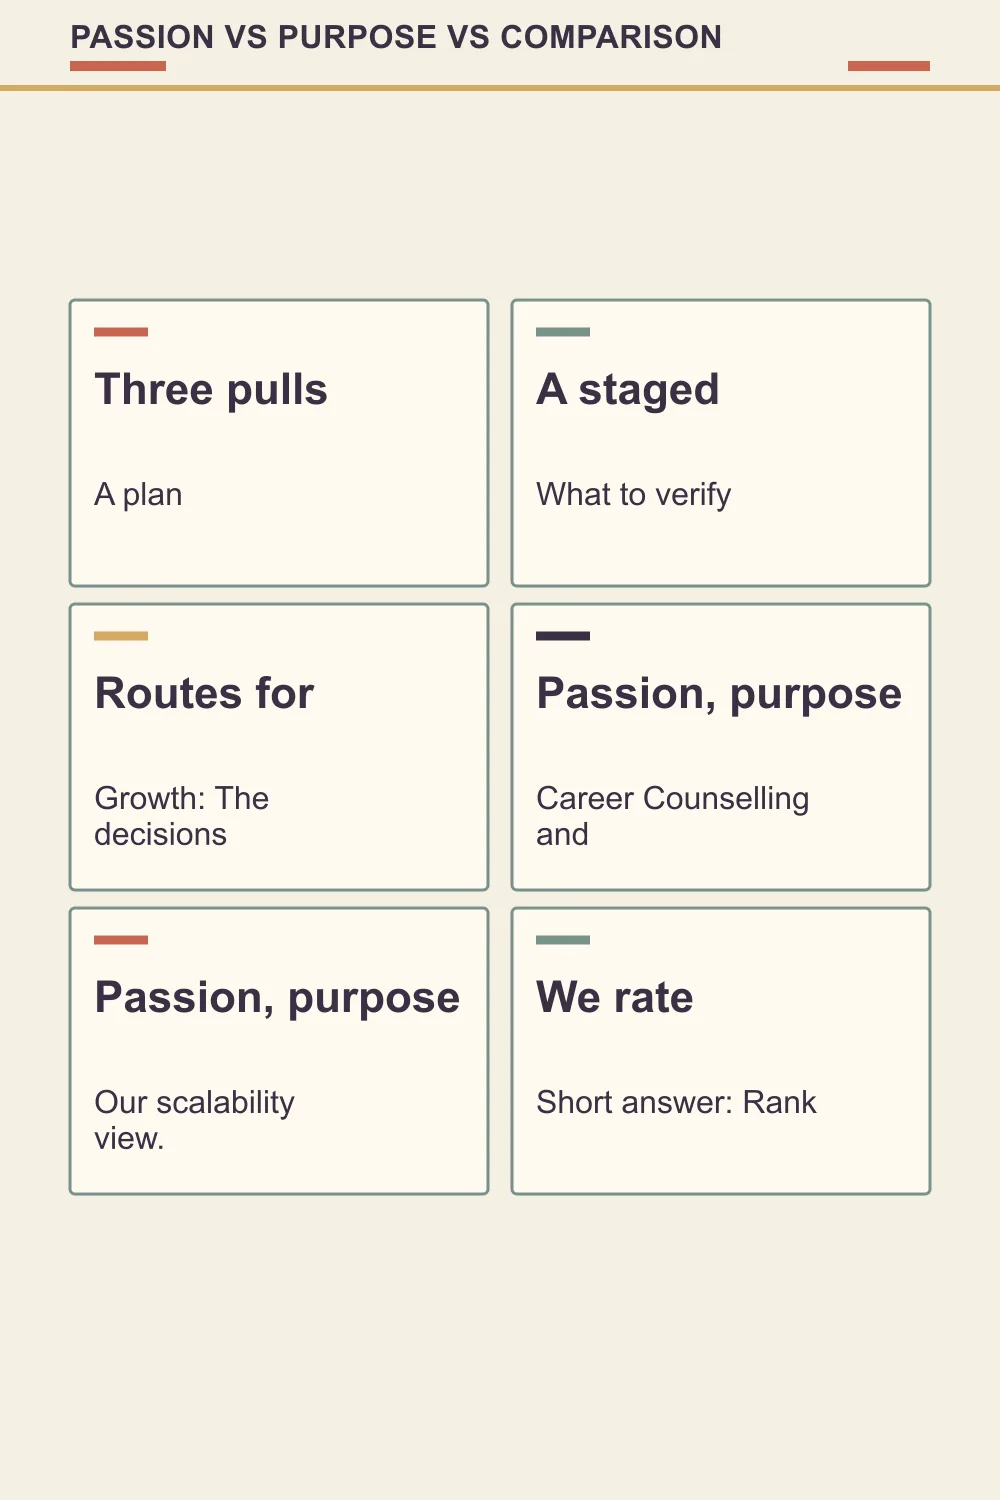 PASSION VS PURPOSE VS COMPARISON
Three pulls
A plan
A staged
What to verify
Routes for
Growth: The
decisions
Passion, purpose
Career Counselling
and
Passion, purpose
Our scalability
view.
We rate
Short answer: Rank